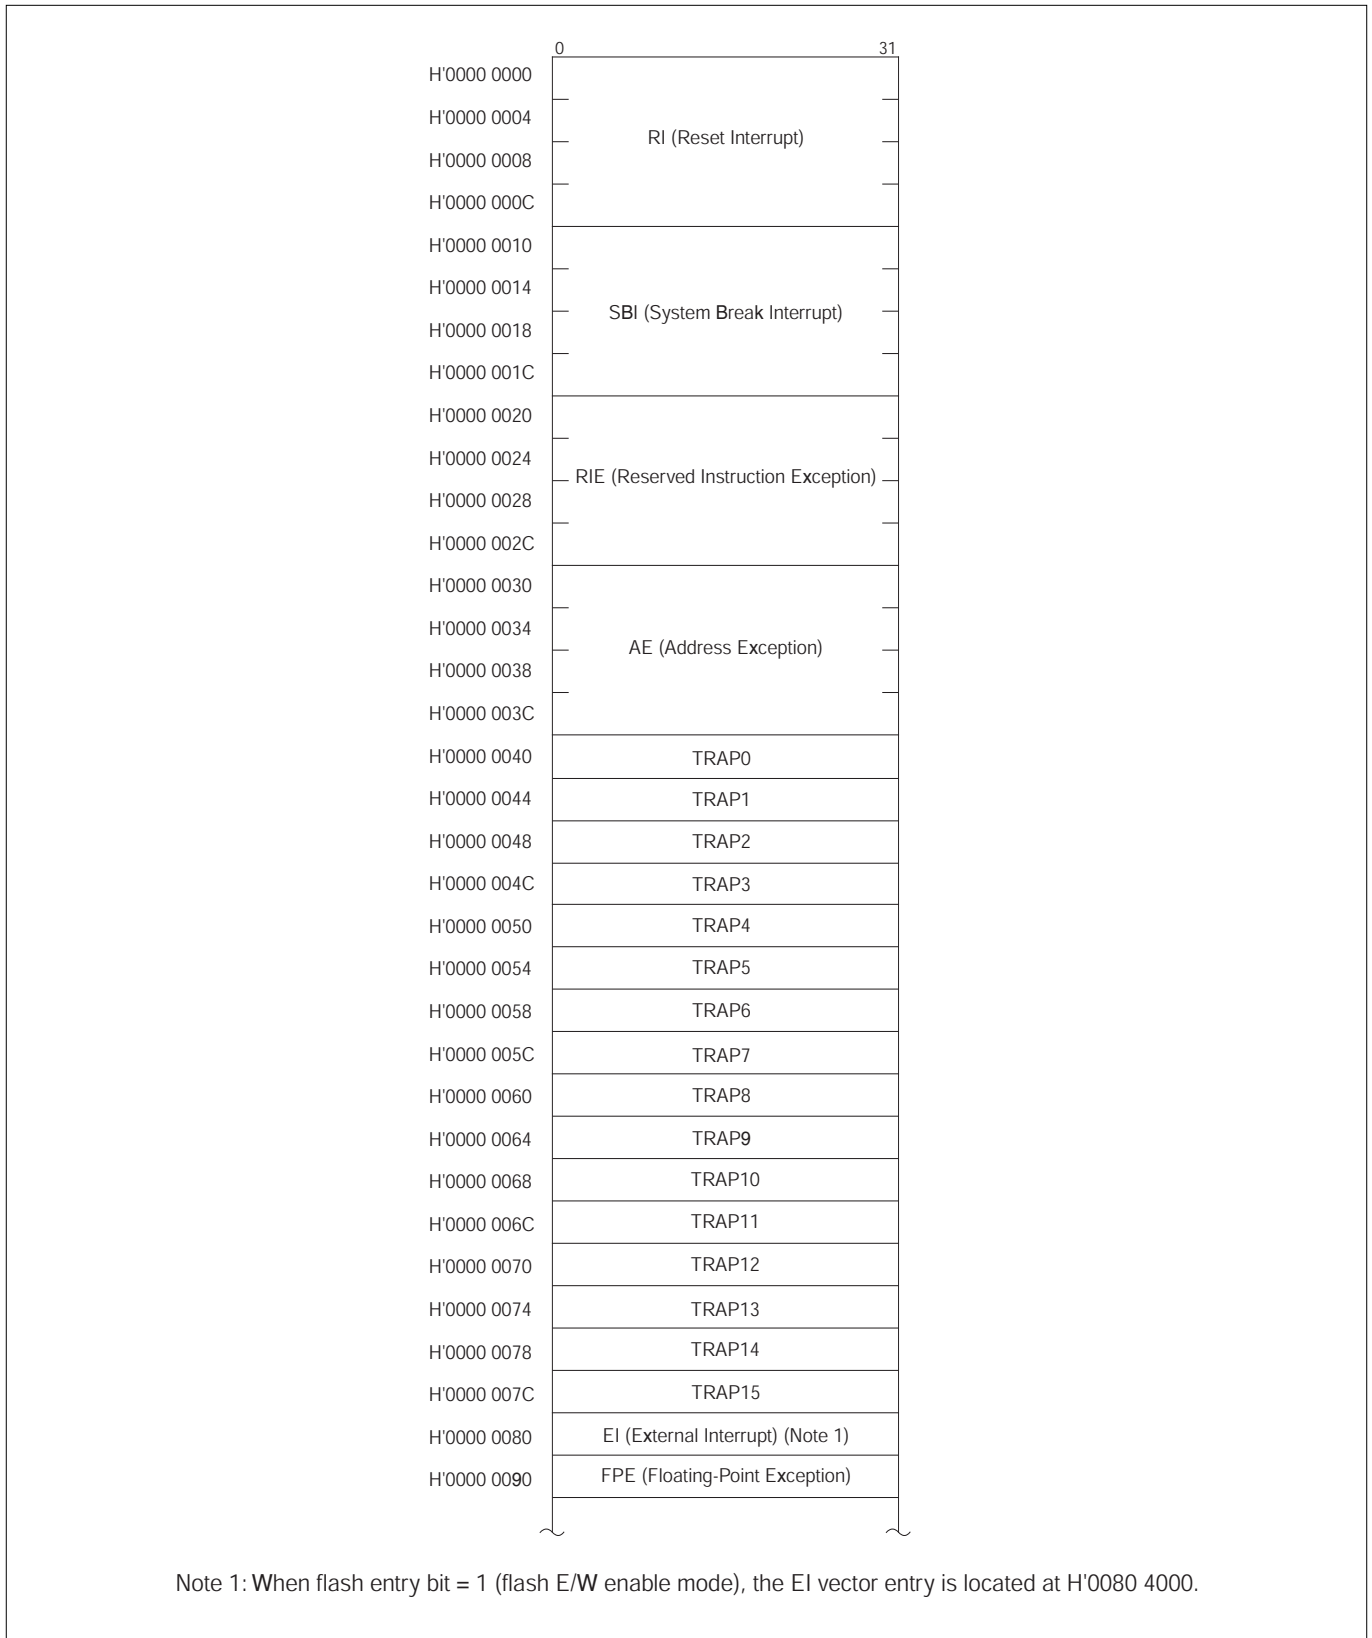 0 31
H'0000 0000
H'0000 0004
RI (Reset Interrupt)
H'0000 0008
H'0000 000C
H'0000 0010
H'0000 0014
SBI (System Break Interrupt)
H'0000 0018
H'0000 001C
H'0000 0020
H'0000 0024
RIE (Reserved Instruction Exception)
H'0000 0028
H'0000 002C
H'0000 0030
H'0000 0034
AE (Address Exception)
H'0000 0038
H'0000 003C
H'0000 0040 TRAP0
H'0000 0044 TRAP1
H'0000 0048 TRAP2
H'0000 004C TRAP3
H'0000 0050 TRAP4
H'0000 0054 TRAP5
H'0000 0058 TRAP6
H'0000 005C TRAP7
H'0000 0060 TRAP8
H'0000 0064 TRAP9
H'0000 0068 TRAP10
H'0000 006C TRAP11
H'0000 0070 TRAP12
H'0000 0074 TRAP13
H'0000 0078 TRAP14
H'0000 007C TRAP15
H'0000 0080 EI (External Interrupt) (Note 1)
H'0000 0090 FPE (Floating-Point Exception)
Note 1: When flash entry bit = 1 (flash E/W enable mode), the EI vector entry is located at H'0080 4000.